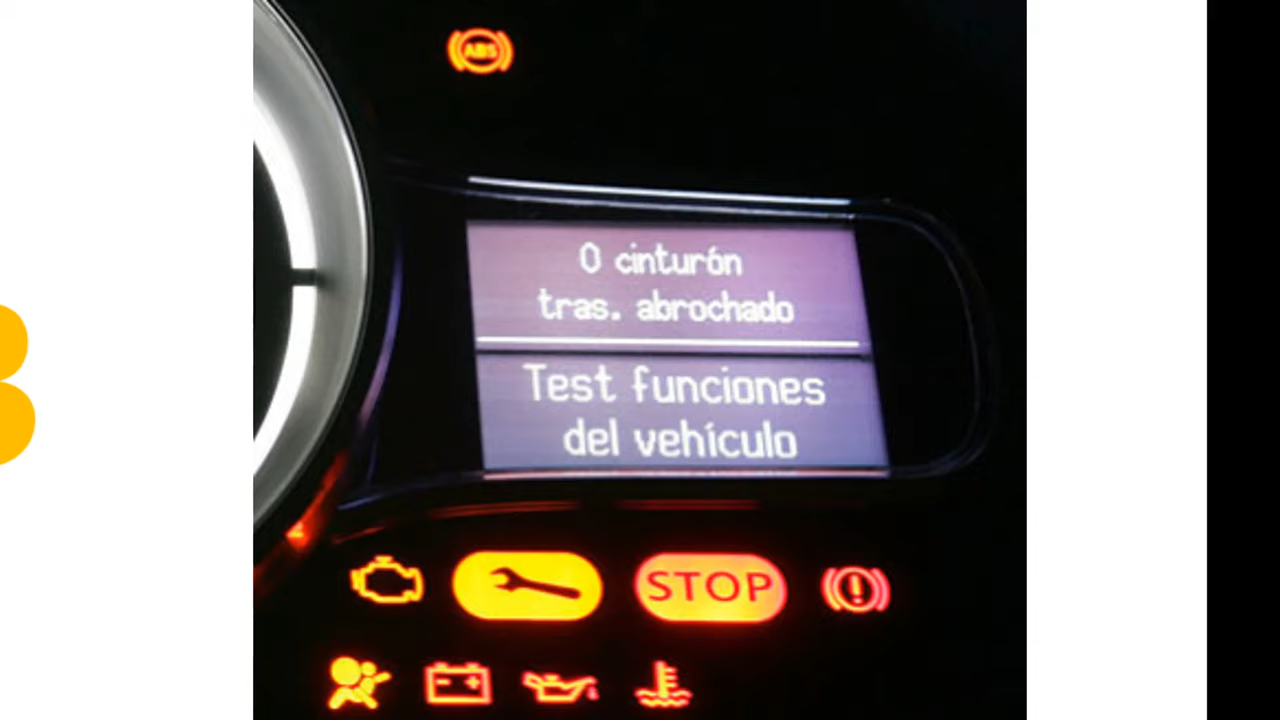 ABS
0 cinturón
tras. abrochado
Test funciones
del vehículo
STOP